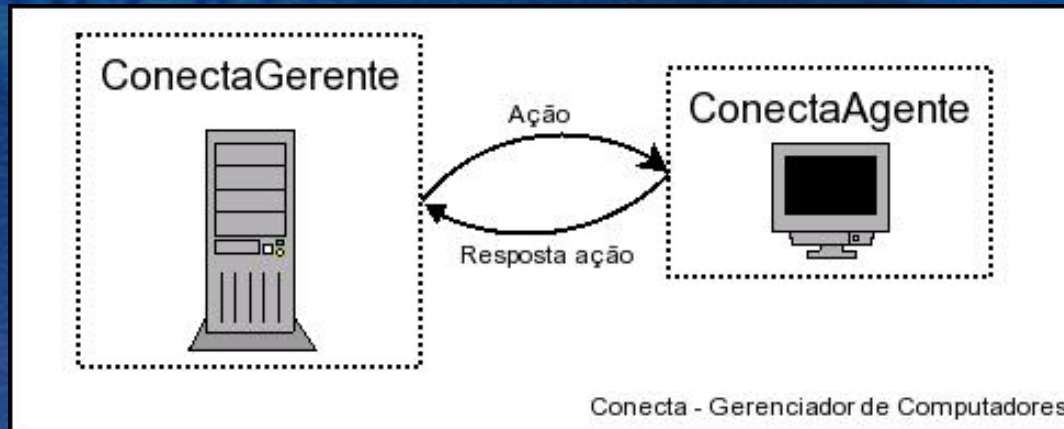 ConectaGerente
ConectaAgente
Ação
Resposta ação
Conecta - Gerenciador de Computadores